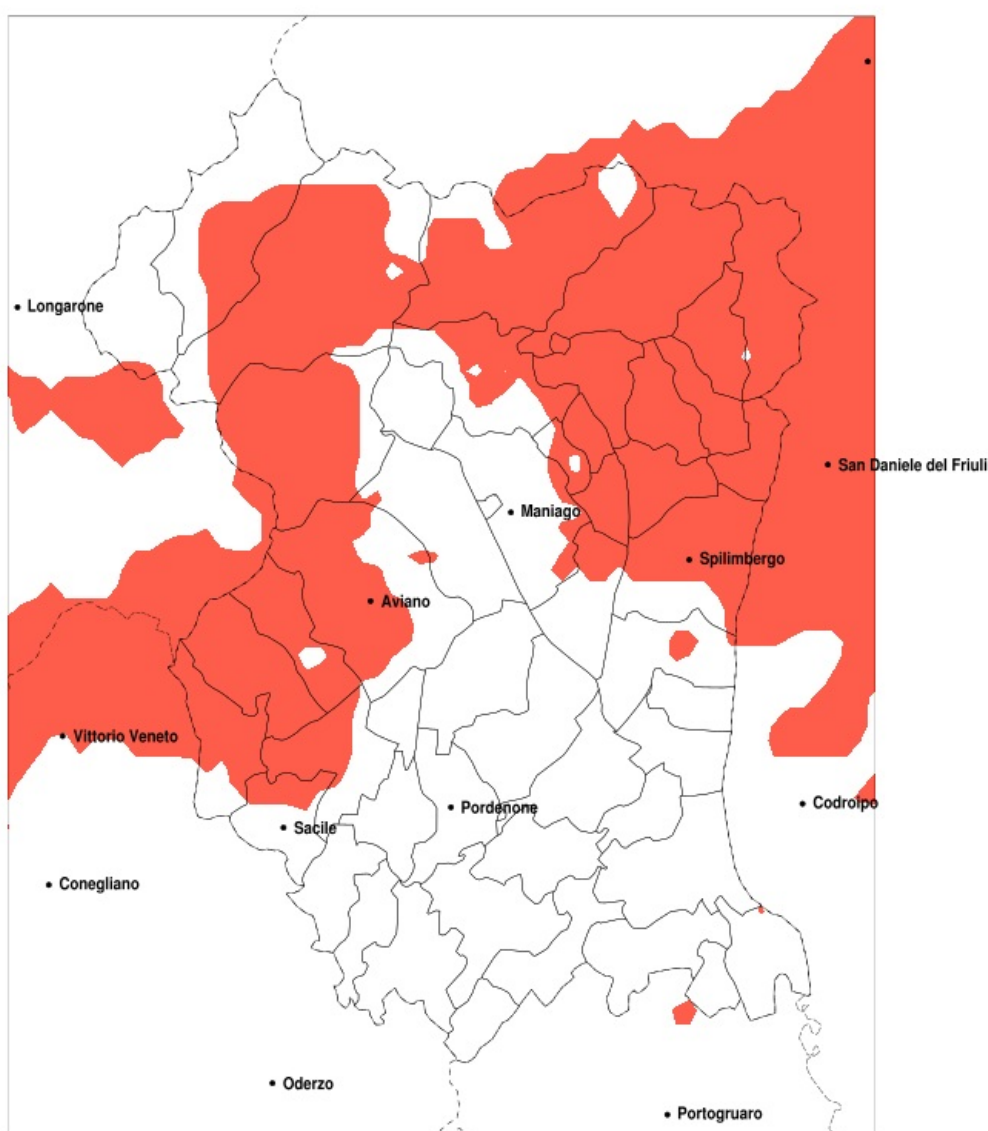 Longarone
San Daniele del Friuli
Maniago
Spilimbergo
Aviano
Vittorio Veneto
Codroipo
Pordenone
Sacile
Conegliano
Oderzo
Portogruaro